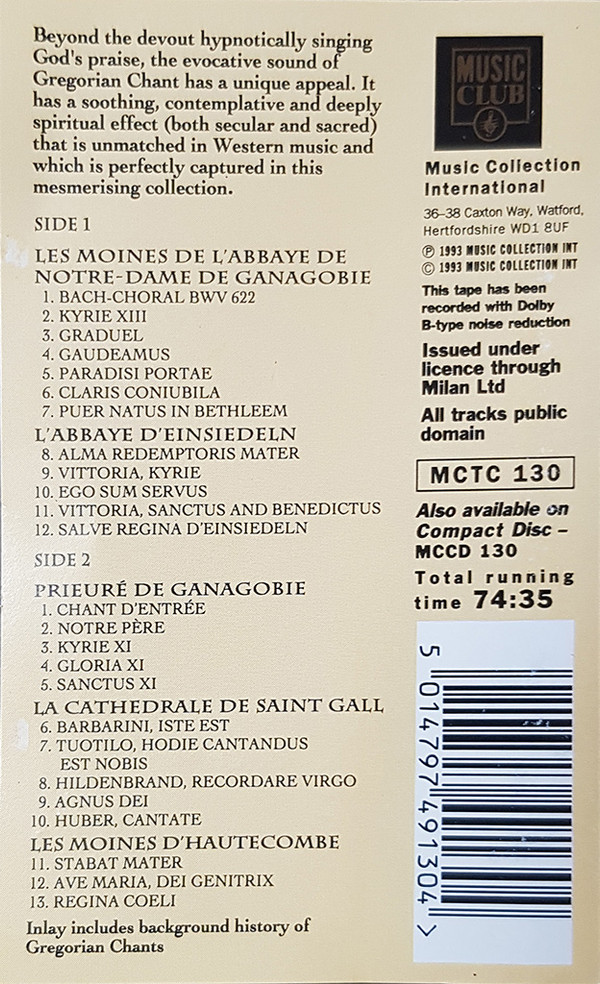 Beyond the devout hypnotically singing
God's praise, the evocative sound of
Gregorian Chant has a unique appeal. It
has a soothing, contemplative and deeply
spiritual effect (both secular and sacred)
that is unmatched in Western music and
which is perfectly captured in this
mesmerising collection.
SIDE 1
LES MOINES DE L'ABBAYE DE
NOTRE-DAME DE GANAGOBIE
1. BACH-CHORAL BWV 622
2. KYRIE XIII
3. GRADUEL
4. GAUDEAMUS
5. PARADISI PORTAE
6. CLARIS CONIUBILA
7. PUER NATUS IN BETHLEEM
L'ABBAYE D'EINSIEDELN
8. ALMA REDEMPTORIS MATER
9. VITTORIA, KYRIE
10. EGO SUM SERVUS
11. VITTORIA, SANCTUS AND BENEDICTUS
12. SALVE REGINA D'EINSIEDELN
SIDE 2
PRIEURÉ DE GANAGOBIE
1. CHANT D'ENTRÉE
2. NOTRE PÈRE
3. KYRIE XI
4. GLORIA XI
5. SANCTUS XI
LA CATHEDRALE DE SAINT GALL
6. BARBARINI, ISTE EST
7. TUOTILO, HODIE CANTANDUS
EST NOBIS
8. HILDENBRAND, RECORDARE VIRGO
9. AGNUS DEI
10. HUBER, CANTATE
LES MOINES D'HAUTECOMBE
11. STABAT MATER
12. AVE MARIA, DEI GENITRIX
13. REGINA COELI
Inlay includes background history of
Gregorian Chants
MUSIC
CLUB
Music Collection
International
36–38 Caxton Way, Watford,
Hertfordshire WD1 8UF
℗ 1993 MUSIC COLLECTION INT
© 1993 MUSIC COLLECTION INT
This tape has been
recorded with Dolby
B-type noise reduction
Issued under
licence through
Milan Ltd
All tracks public
domain
MCTC 130
Also available on
Compact Disc –
MCCD 130
Total running
time 74:35
5 014797 491304 >